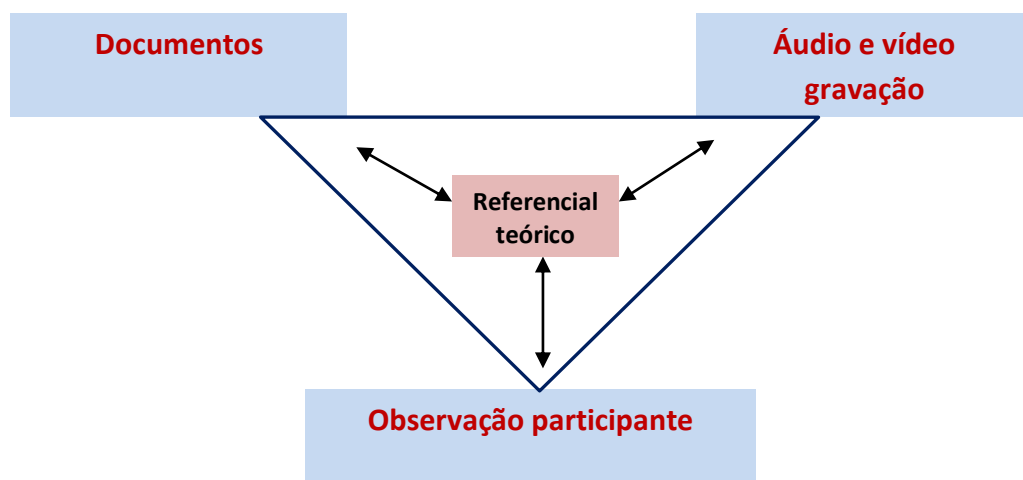 Documentos
Áudio e vídeo
gravação
Referencial
teórico
Observação participante